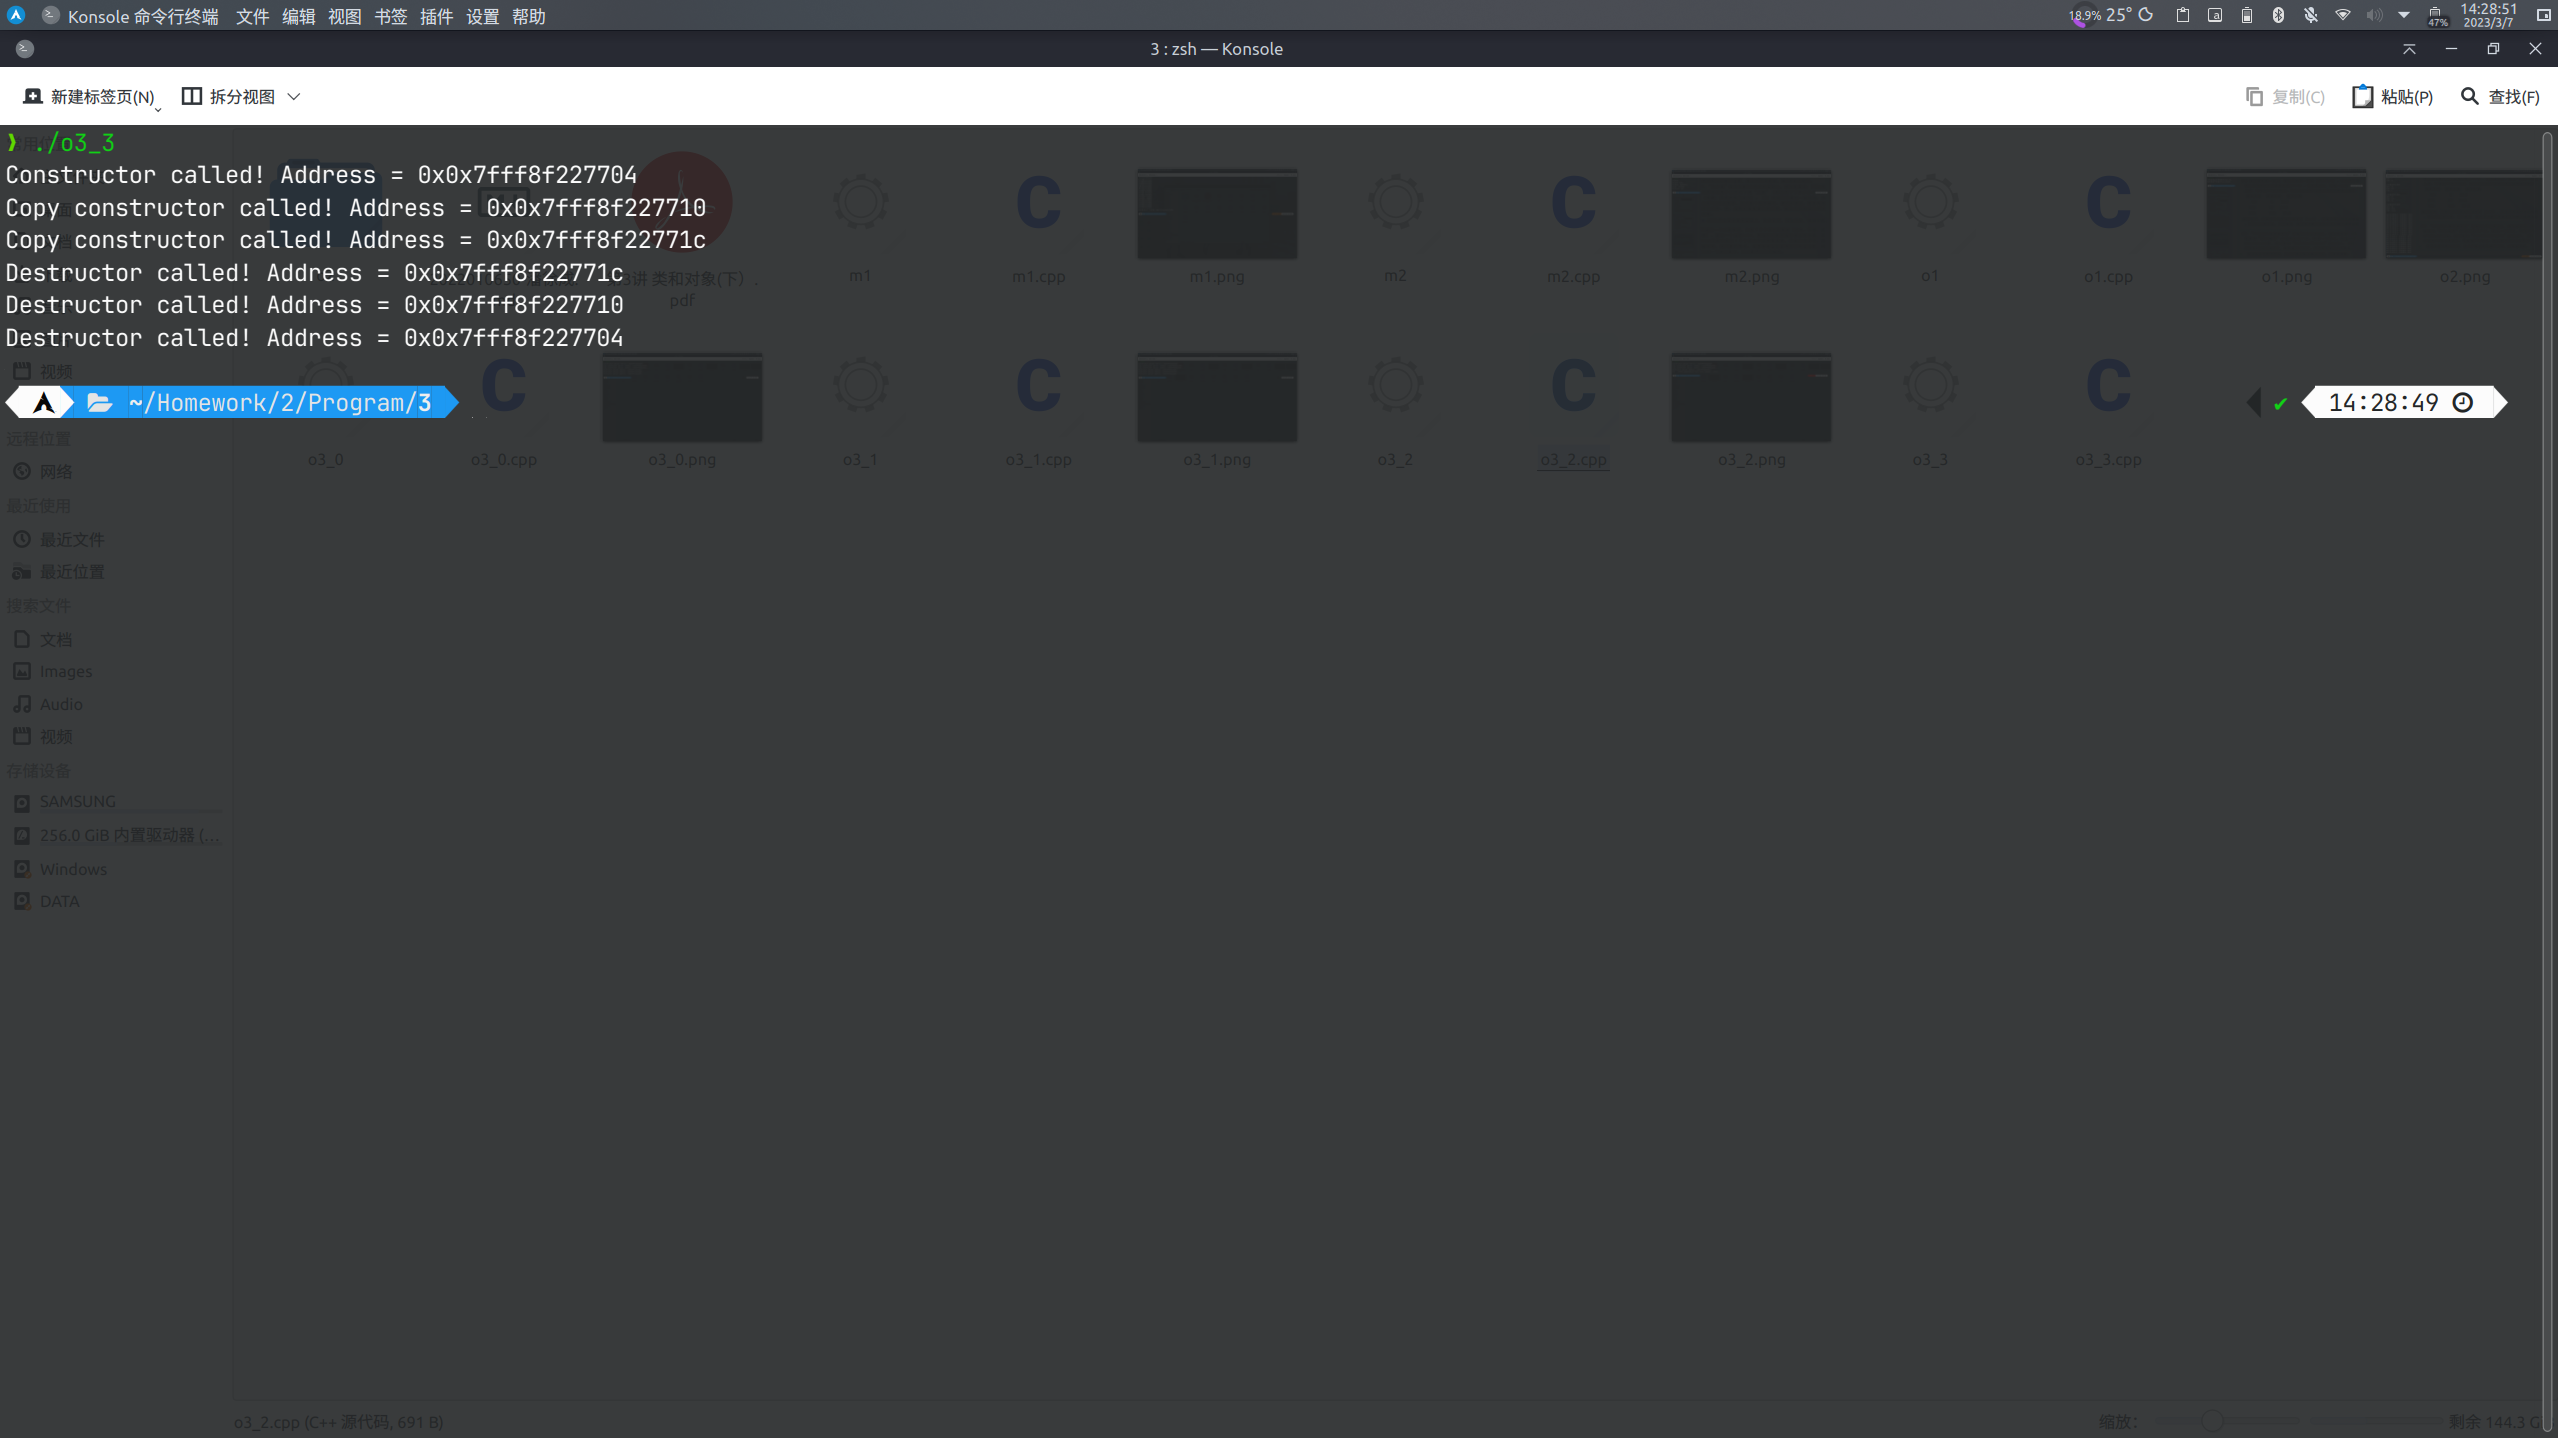 Konsole 命令行终端 文件 编辑 视图 书签 插件 设置 帮助
18.9% 25° 47% 14:28:51
2023/3/7
3 : zsh — Konsole
新建标签页(N) 拆分视图 复制(C) 粘贴(P) 查找(F)
❯ ./o3_3
Constructor called! Address = 0x0x7fff8f227704
Copy constructor called! Address = 0x0x7fff8f227710
Copy constructor called! Address = 0x0x7fff8f22771c
Destructor called! Address = 0x0x7fff8f22771c
Destructor called! Address = 0x0x7fff8f227710
Destructor called! Address = 0x0x7fff8f227704
~/Homework/2/Program/3 ✔ 14:28:49
第3讲 类和对象(下).
pdf
m1 m1.cpp m1.png m2 m2.cpp m2.png o1 o1.cpp o1.png o2.png
o3_0 o3_0.cpp o3_0.png o3_1 o3_1.cpp o3_1.png o3_2 o3_2.cpp o3_2.png o3_3 o3_3.cpp
视频
远程位置
网络
最近使用
最近文件
最近位置
搜索文件
文档
Images
Audio
视频
存储设备
SAMSUNG
256.0 GiB 内置驱动器 (...
Windows
DATA
o3_2.cpp (C++ 源代码, 691 B) 缩放： 剩余 144.3 G